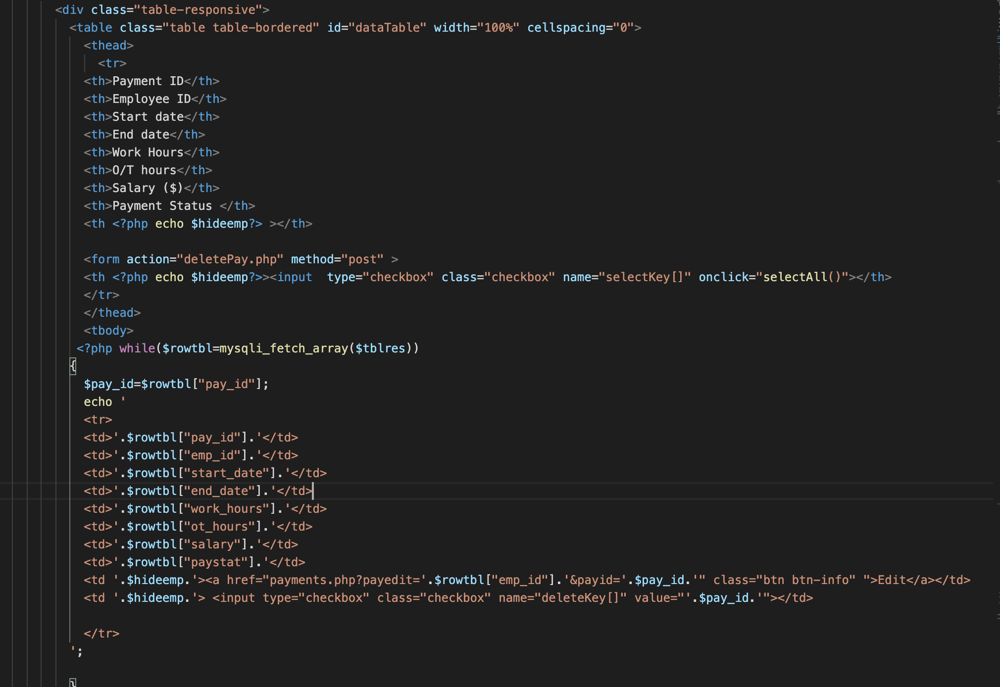 <div class="table-responsive">
<table class="table table-bordered" id="dataTable" width="100%" cellspacing="0">
<thead>
<tr>
<th>Payment ID</th>
<th>Employee ID</th>
<th>Start date</th>
<th>End date</th>
<th>Work Hours</th>
<th>O/T hours</th>
<th>Salary ($)</th>
<th>Payment Status </th>
<th <?php echo $hideemp?> ></th>
<form action="deletePay.php" method="post" >
<th <?php echo $hideemp?>><input  type="checkbox" class="checkbox" name="selectKey[]" onclick="selectAll()"></th>
</tr>
</thead>
<tbody>
<?php while($rowtbl=mysqli_fetch_array($tblres))
{
$pay_id=$rowtbl["pay_id"];
echo '
<tr>
<td>'.$rowtbl["pay_id"].'</td>
<td>'.$rowtbl["emp_id"].'</td>
<td>'.$rowtbl["start_date"].'</td>
<td>'.$rowtbl["end_date"].'</td>
<td>'.$rowtbl["work_hours"].'</td>
<td>'.$rowtbl["ot_hours"].'</td>
<td>'.$rowtbl["salary"].'</td>
<td>'.$rowtbl["paystat"].'</td>
<td '.$hideemp.'><a href="payments.php?payedit='.$rowtbl["emp_id"].'&payid='.$pay_id.'" class="btn btn-info" ">Edit</a></td>
<td '.$hideemp.'> <input type="checkbox" class="checkbox" name="deleteKey[]" value="'.$pay_id.'"></td>
</tr>
';
}